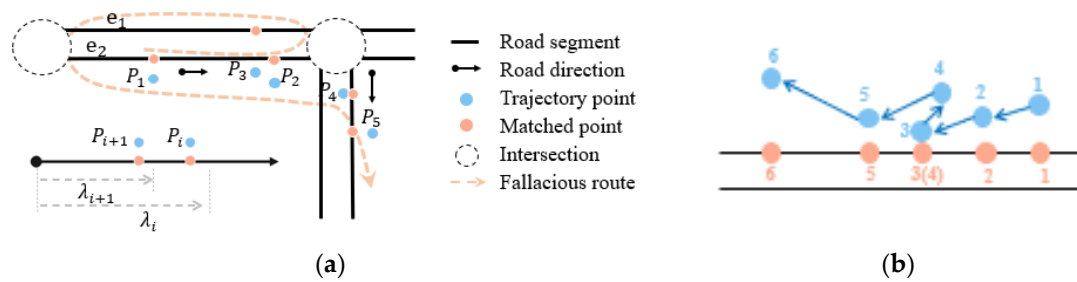 e₁
e₂
P₁
P₃
P₂
P₄
P₅
Pᵢ₊₁
Pᵢ
λᵢ₊₁
λᵢ
Road segment
Road direction
Trajectory point
Matched point
Intersection
Fallacious route
(a)
6
5
4
3
2
1
6
5
3(4)
2
1
(b)